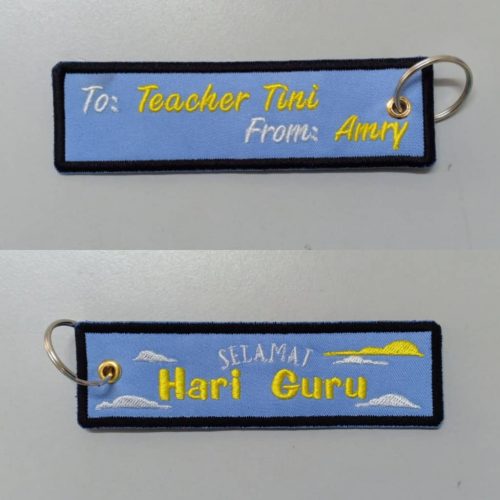 To: Teacher Tini
From: Amry
SELAMAT
Hari Guru